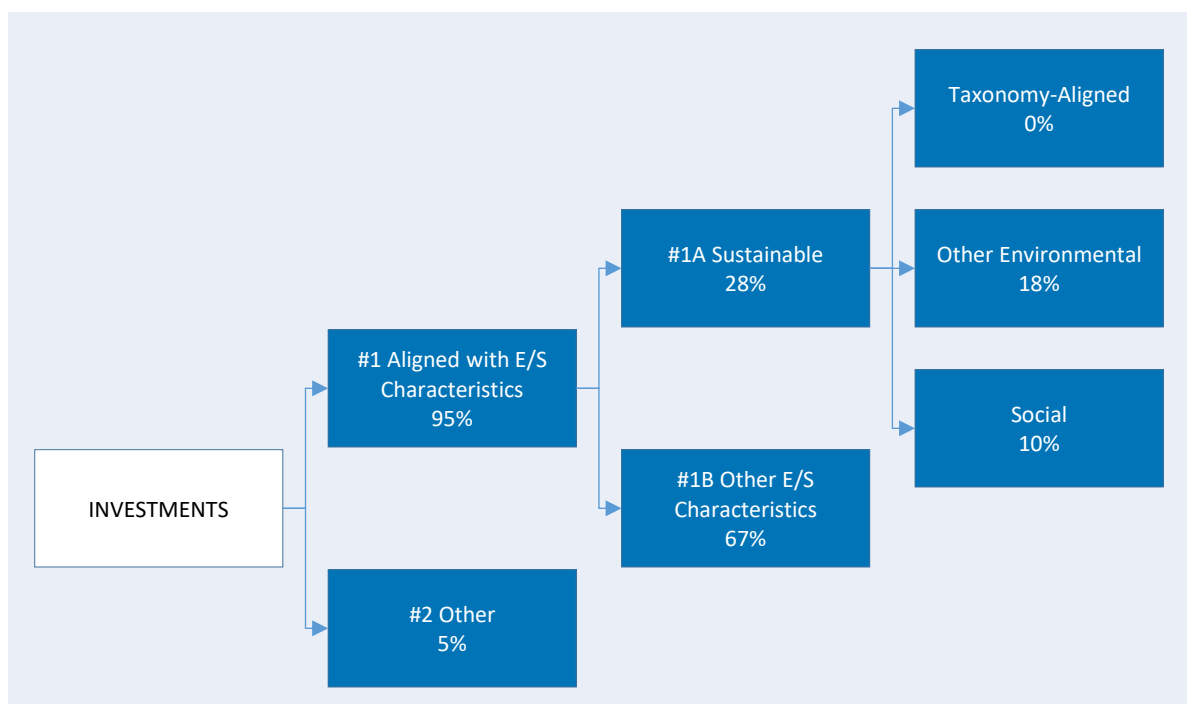 INVESTMENTS
#1 Aligned with E/S
Characteristics
95%
#2 Other
5%
#1A Sustainable
28%
#1B Other E/S
Characteristics
67%
Taxonomy-Aligned
0%
Other Environmental
18%
Social
10%